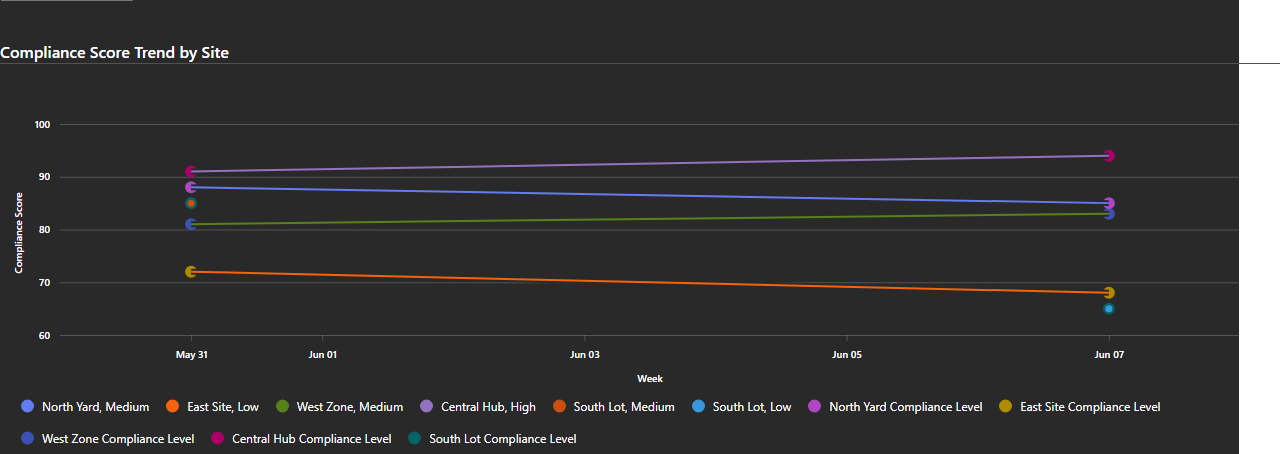 Compliance Score Trend by Site
100
90
80
70
60
Compliance Score
May 31 Jun 01 Jun 03 Jun 05 Jun 07
Week
North Yard, Medium East Site, Low West Zone, Medium Central Hub, High South Lot, Medium South Lot, Low North Yard Compliance Level East Site Compliance Level
West Zone Compliance Level Central Hub Compliance Level South Lot Compliance Level